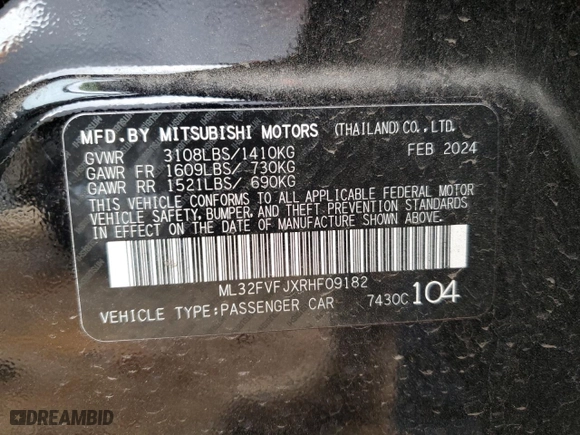 MFD.BY MITSUBISHI MOTORS (THAILAND)CO.,LTD.
GVWR 3108LBS/1410KG FEB 2024
GAWR FR 1609LBS/ 730KG
GAWR RR 1521LBS/ 690KG
THIS VEHICLE CONFORMS TO ALL APPLICABLE FEDERAL MOTOR
VEHICLE SAFETY, BUMPER, AND THEFT PREVENTION STANDARDS
IN EFFECT ON THE DATE OF MANUFACTURE SHOWN ABOVE.
ML32FVFJXRHF09182
VEHICLE TYPE:PASSENGER CAR 7430C 104
DREAMBID